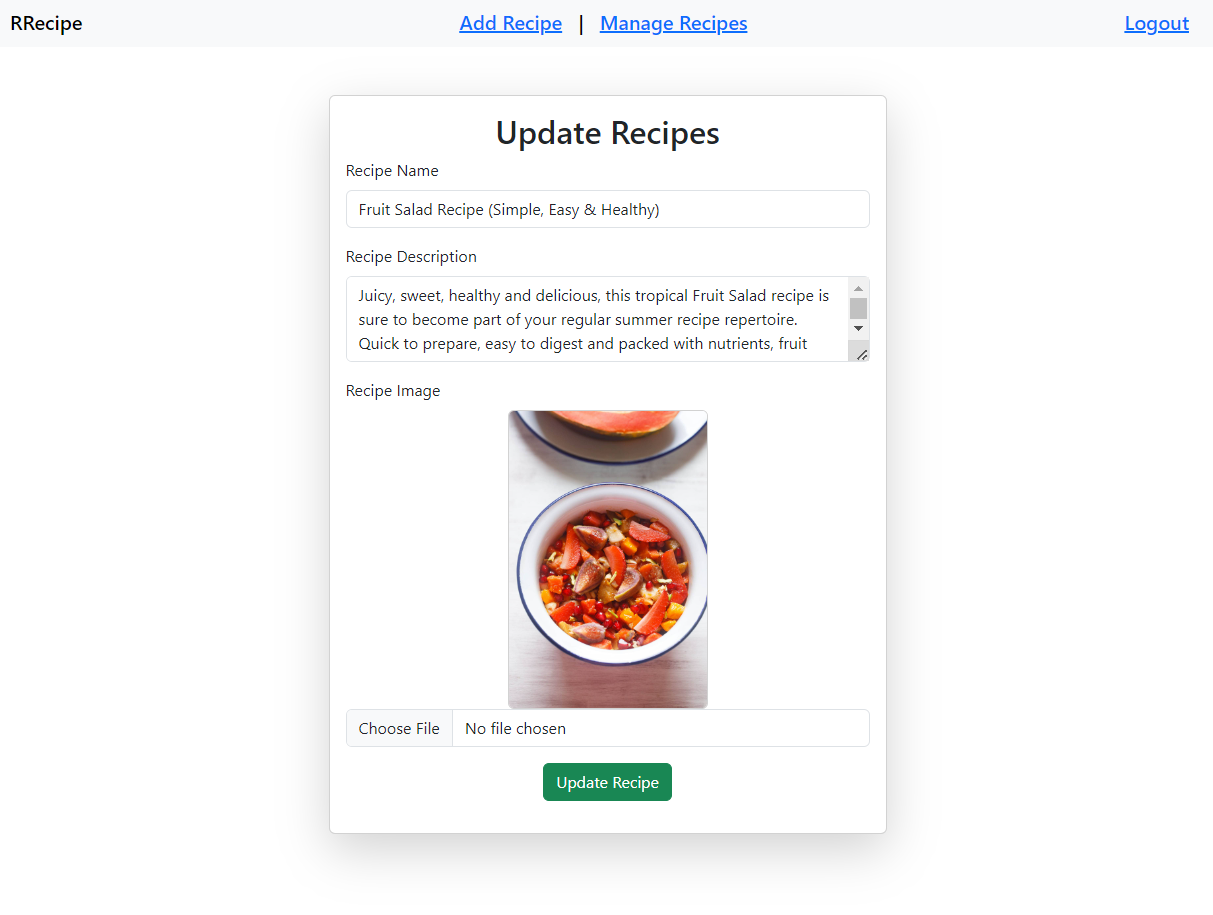 RRecipe
Add Recipe | Manage Recipes
Logout
Update Recipes
Recipe Name
Fruit Salad Recipe (Simple, Easy & Healthy)
Recipe Description
Juicy, sweet, healthy and delicious, this tropical Fruit Salad recipe is
sure to become part of your regular summer recipe repertoire.
Quick to prepare, easy to digest and packed with nutrients, fruit
Recipe Image
Choose File
No file chosen
Update Recipe